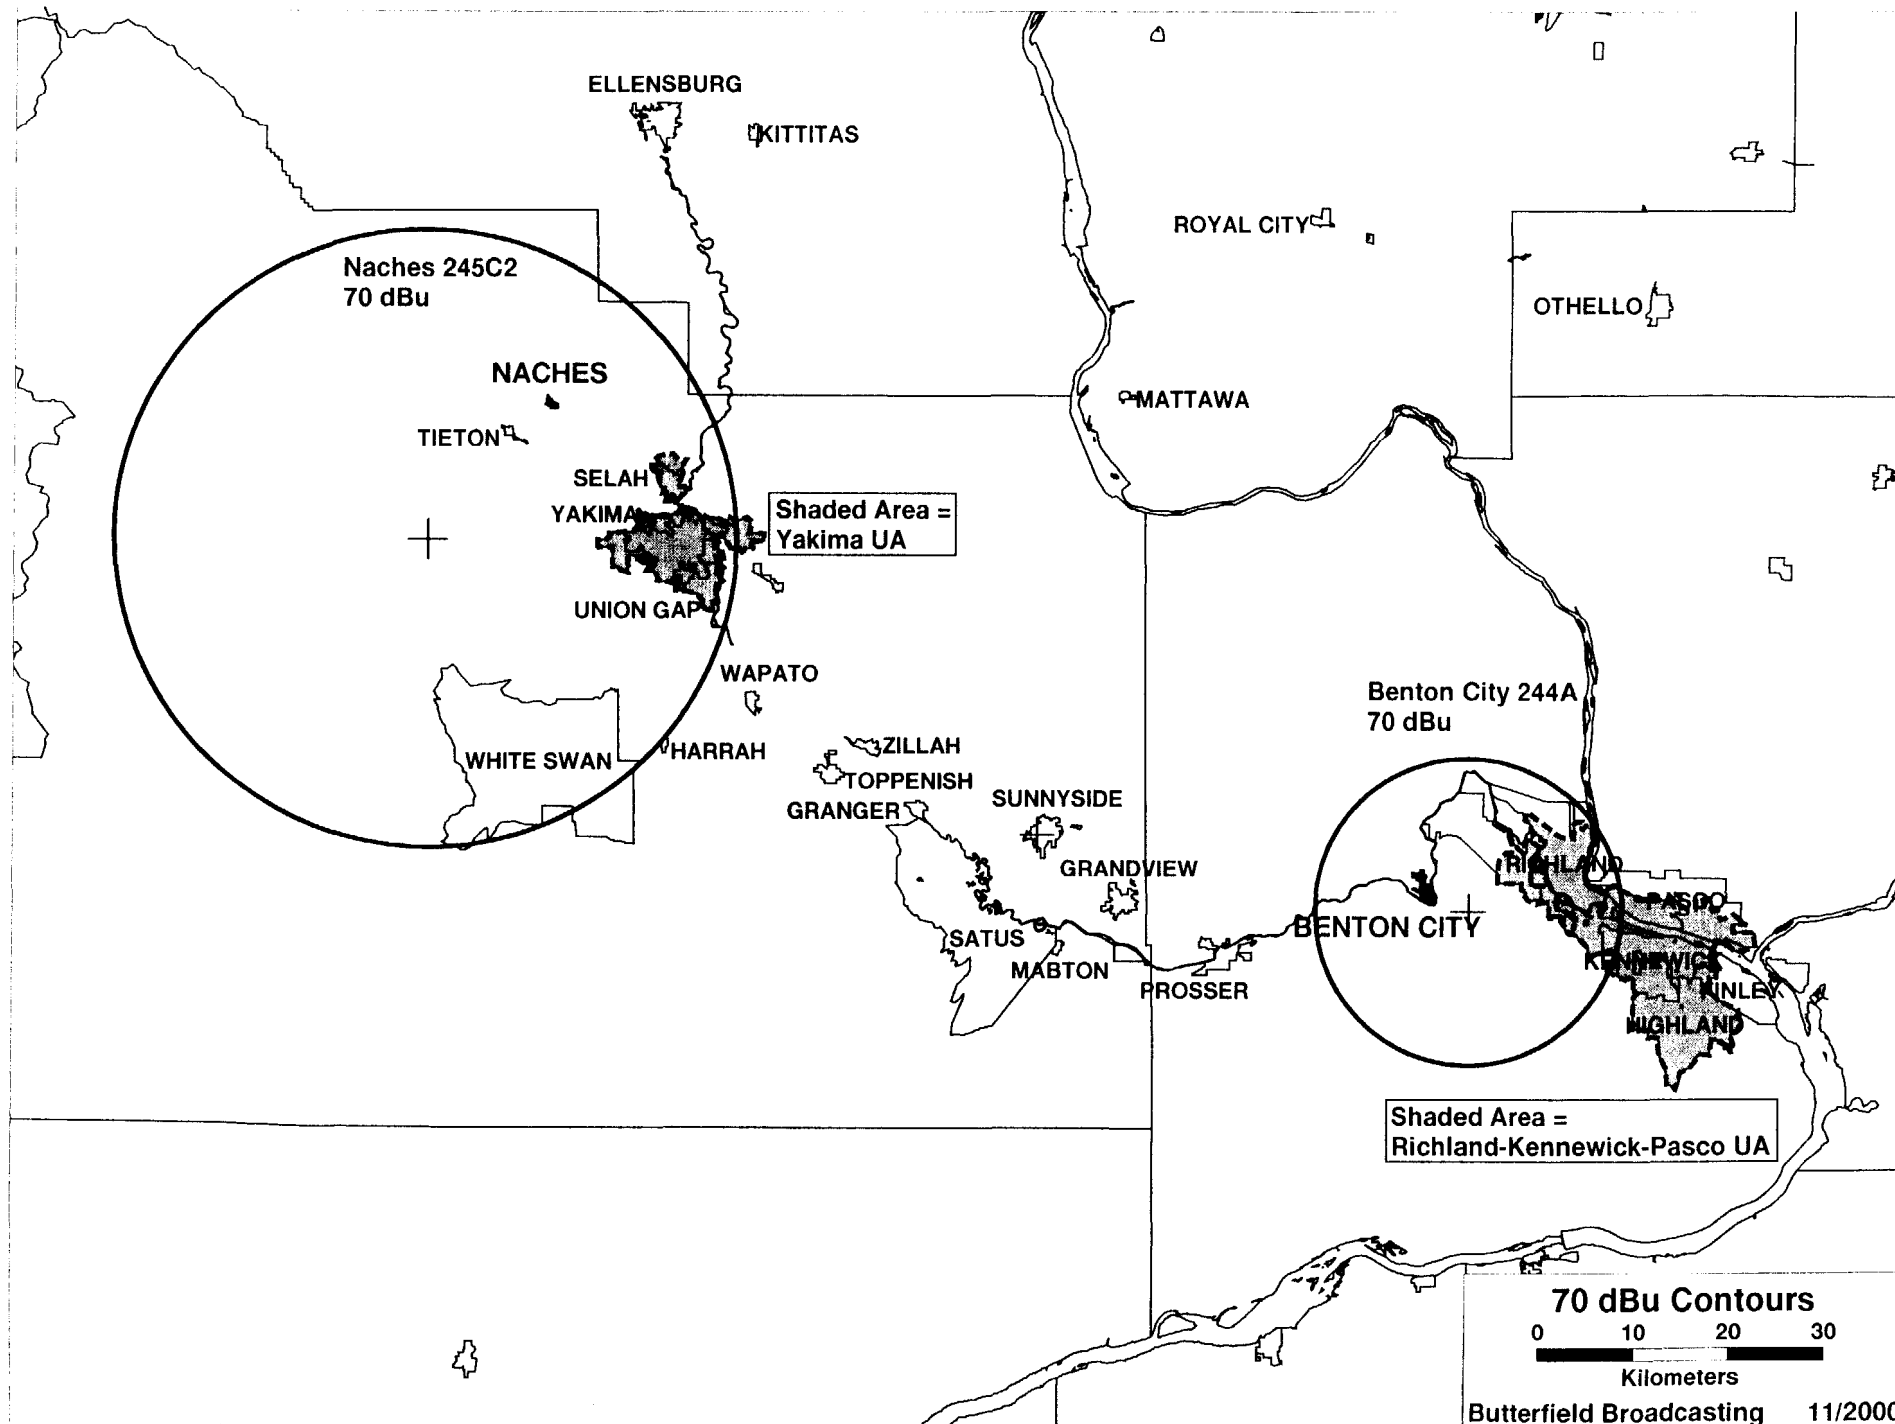 ELLENSBURG
KITTITAS
ROYAL CITY
Naches 245C2
70 dBu
OTHELLO
NACHES
MATTAWA
TIETON
SELAH
YAKIMA
Shaded Area =
Yakima UA
UNION GAP
WAPATO
Benton City 244A
70 dBu
HARRAH
ZILLAH
WHITE SWAN
TOPPENISH
GRANGER
SUNNYSIDE
GRANDVIEW
RICHLAND
PASCO
BENTON CITY
SATUS
KENNEWICK
MABTON
PROSSER
FINLEY
HIGHLAND
Shaded Area =
Richland-Kennewick-Pasco UA
70 dBu Contours
0 10 20 30
Kilometers
Butterfield Broadcasting 11/2000